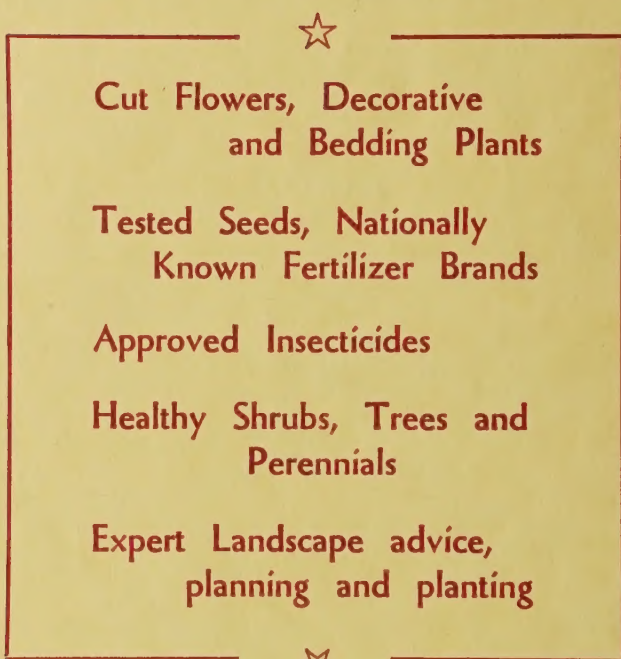 Cut Flowers, Decorative
and Bedding Plants
Tested Seeds, Nationally
Known Fertilizer Brands
Approved Insecticides
Healthy Shrubs, Trees and
Perennials
Expert Landscape advice,
planning and planting